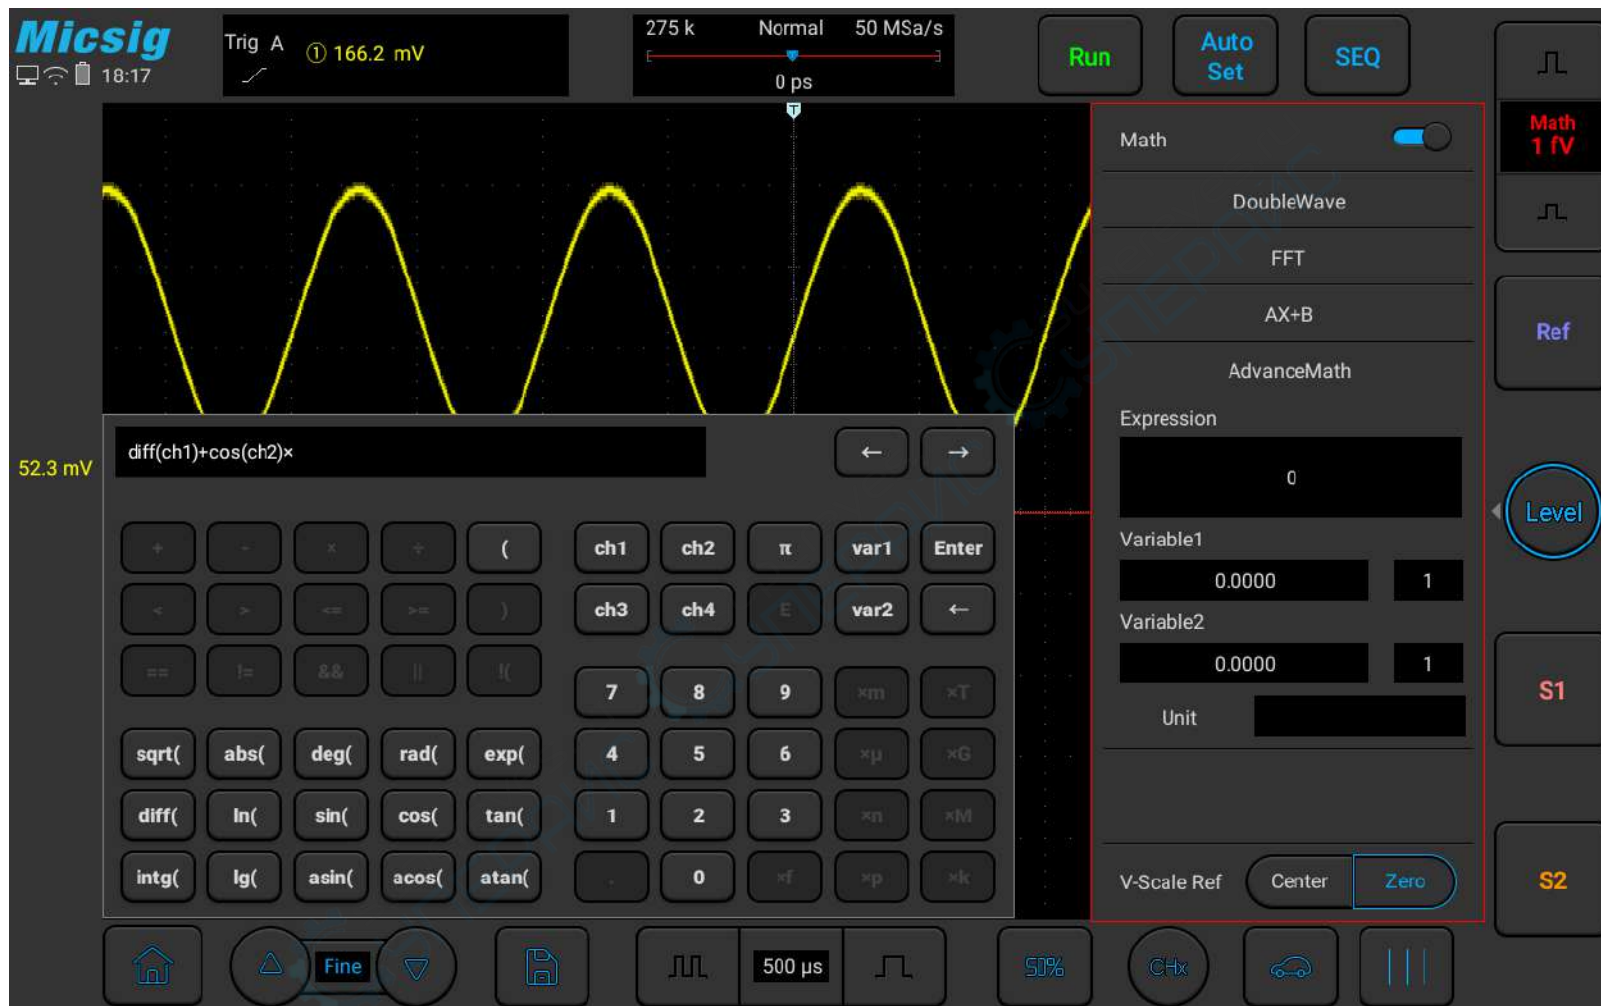 Micsig
18:17
Trig A
① 166.2 mV
275 k Normal 50 MSa/s
0 ps
Run
Auto
Set
SEQ
T
Math
1 fV
Math
DoubleWave
FFT
AX+B
AdvanceMath
Expression
0
Variable1
0.0000 1
Variable2
0.0000 1
Unit
V-Scale Ref Center Zero
Ref
Level
S1
S2
52.3 mV
diff(ch1)+cos(ch2)×
← →
+ - × ÷ ( ch1 ch2 π var1 Enter
< > <= >= ) ch3 ch4 E var2 ←
== != && || !(
7 8 9 ×m ×T
sqrt( abs( deg( rad( exp( 4 5 6 ×μ ×G
diff( ln( sin( cos( tan( 1 2 3 ×n ×M
intg( lg( asin( acos( atan( . 0 ×f ×p ×k
Fine
500 μs
50%
CHx
СУПЕРАЙС